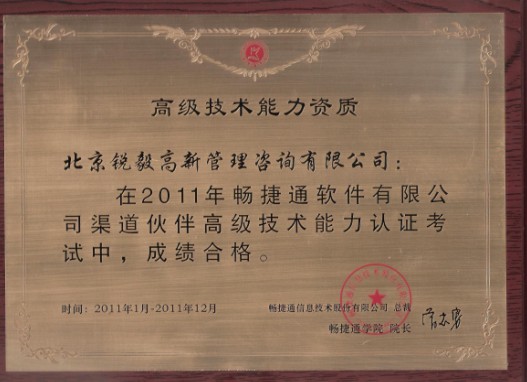 高级技术能力资质
北京锐毅高新管理咨询有限公司：
在2011年畅捷通软件有限公
司渠道伙伴高级技术能力认证考
试中，成绩合格。
时间：2011年1月-2011年12月
畅捷通信息技术股份有限公司 总裁
畅捷通学院 院长